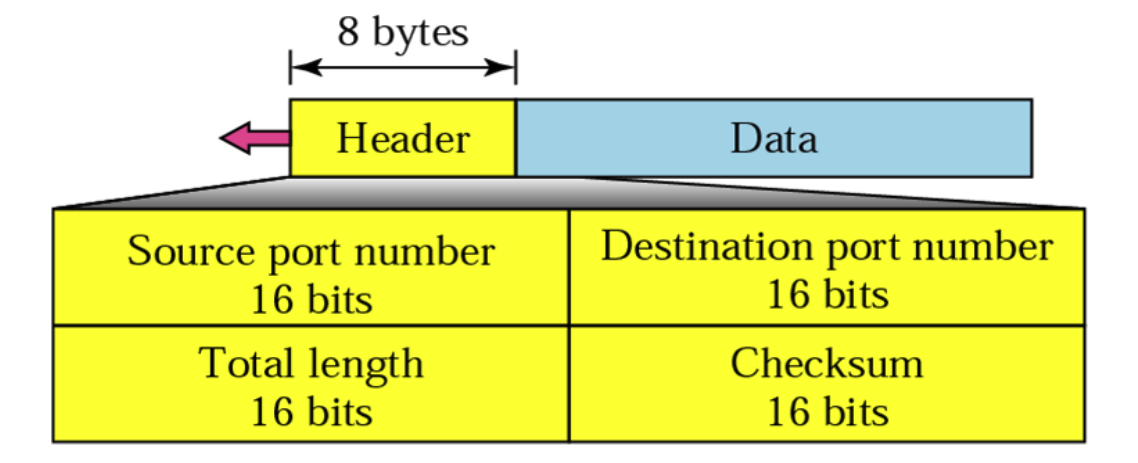 8 bytes
Header
Data
Source port number
16 bits
Destination port number
16 bits
Total length
16 bits
Checksum
16 bits